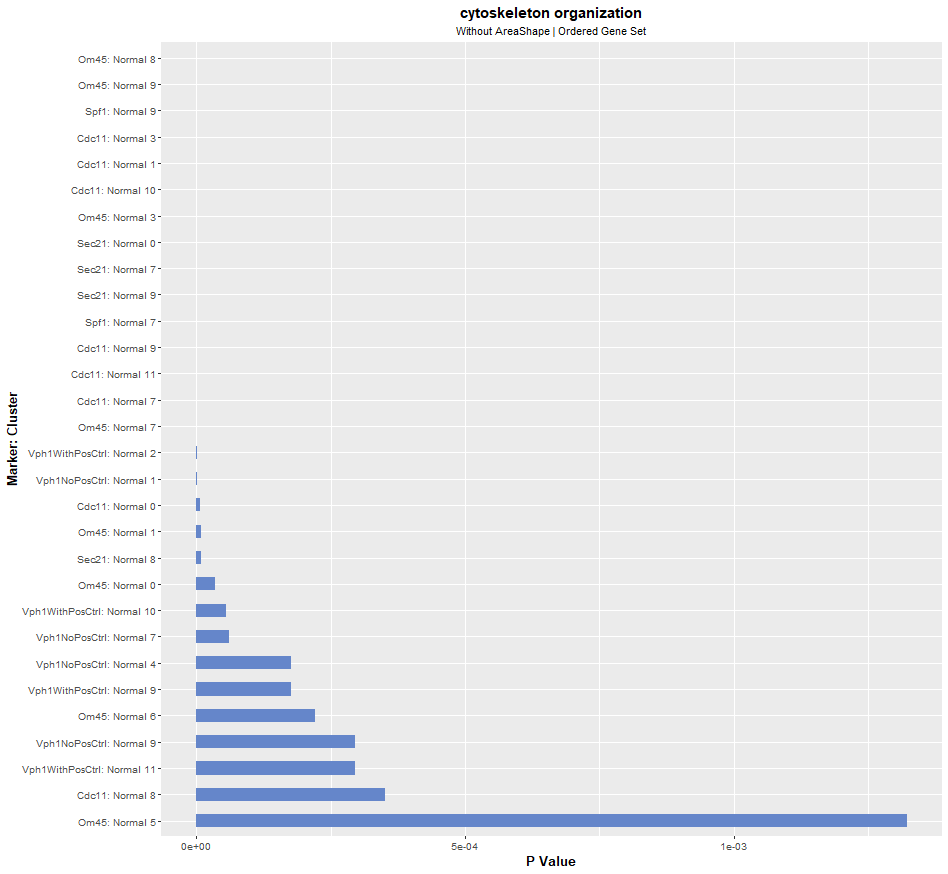 cytoskeleton organization
Without AreaShape | Ordered Gene Set
Marker: Cluster
Om45: Normal 8
Om45: Normal 9
Spf1: Normal 9
Cdc11: Normal 3
Cdc11: Normal 1
Cdc11: Normal 10
Om45: Normal 3
Sec21: Normal 0
Sec21: Normal 7
Sec21: Normal 9
Spf1: Normal 7
Cdc11: Normal 9
Cdc11: Normal 11
Cdc11: Normal 7
Om45: Normal 7
Vph1WithPosCtrl: Normal 2
Vph1NoPosCtrl: Normal 1
Cdc11: Normal 0
Om45: Normal 1
Sec21: Normal 8
Om45: Normal 0
Vph1WithPosCtrl: Normal 10
Vph1NoPosCtrl: Normal 7
Vph1NoPosCtrl: Normal 4
Vph1WithPosCtrl: Normal 9
Om45: Normal 6
Vph1NoPosCtrl: Normal 9
Vph1WithPosCtrl: Normal 11
Cdc11: Normal 8
Om45: Normal 5
0e+00 5e-04 1e-03
P Value